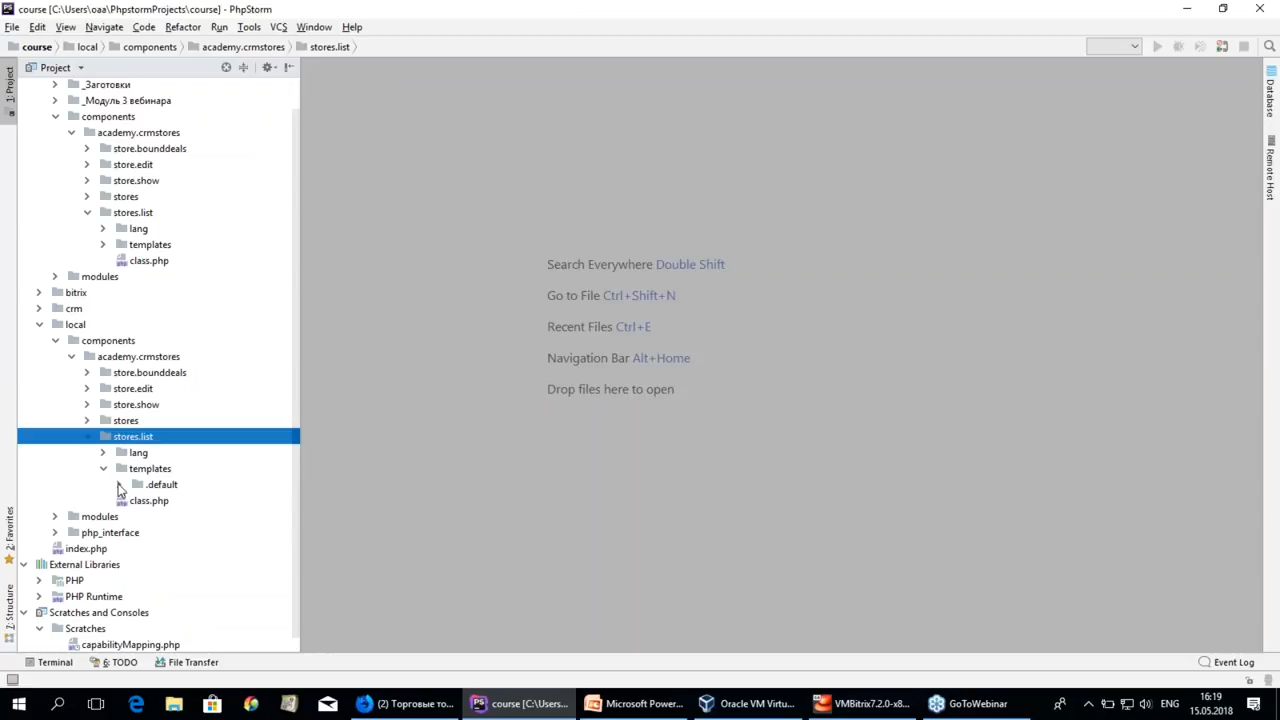 course [C:\Users\oaa\PhpstormProjects\course] - PhpStorm
File Edit View Navigate Code Refactor Run Tools VCS Window Help
course local components academy.crmstores stores.list
1: Project
Project
_Заготовки
_Модуль 3 вебинара
components
academy.crmstores
store.bounddeals
store.edit
store.show
stores
stores.list
lang
templates
class.php
modules
bitrix
crm
local
components
academy.crmstores
store.bounddeals
store.edit
store.show
stores
stores.list
lang
templates
.default
class.php
modules
php_interface
index.php
External Libraries
PHP
PHP Runtime
Scratches and Consoles
Scratches
capabilityMapping.php
2: Favorites
7: Structure
Search Everywhere Double Shift
Go to File Ctrl+Shift+N
Recent Files Ctrl+E
Navigation Bar Alt+Home
Drop files here to open
Database
Remote Host
Terminal 6: TODO File Transfer Event Log
Торговые то... course [C:\Users... Microsoft Power... Oracle VM Virtu... VMBitrix7.2.0-x8... GoToWebinar ENG 16:19
15.05.2018